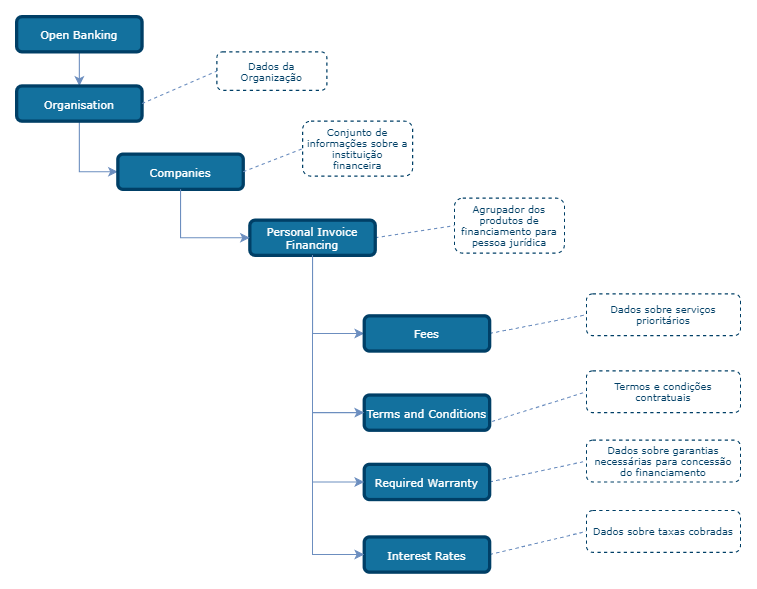 Open Banking
Dados da
Organização
Organisation
Conjunto de
informações sobre a
instituição
financeira
Companies
Agrupador dos
produtos de
financiamento para
pessoa jurídica
Personal Invoice
Financing
Dados sobre serviços
prioritários
Fees
Termos e condições
contratuais
Terms and Conditions
Dados sobre garantias
necessárias para concessão
do financiamento
Required Warranty
Dados sobre taxas cobradas
Interest Rates